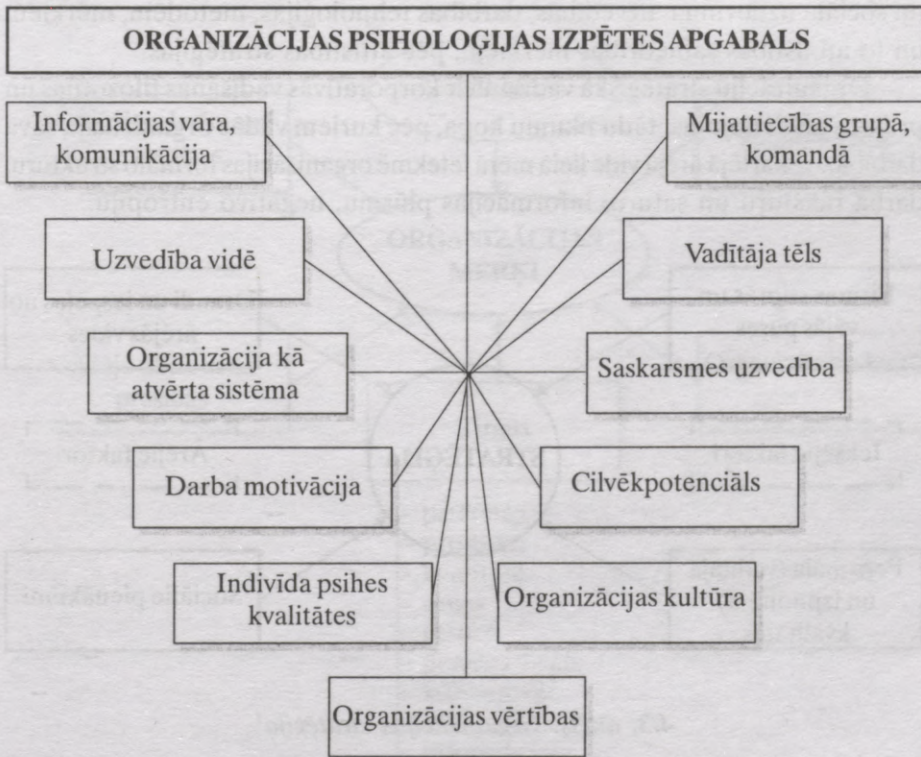 ORGANIZĀCIJAS PSIHOLOĢIJAS IZPĒTES APGABALS
Informācijas vara,
komunikācija
Mijattiecības grupā,
komandā
Uzvedība vidē
Vadītāja tēls
Organizācija kā
atvērta sistēma
Saskarsmes uzvedība
Darba motivācija
Cilvēkpotenciāls
Indivīda psihes
kvalitātes
Organizācijas kultūra
Organizācijas vērtības